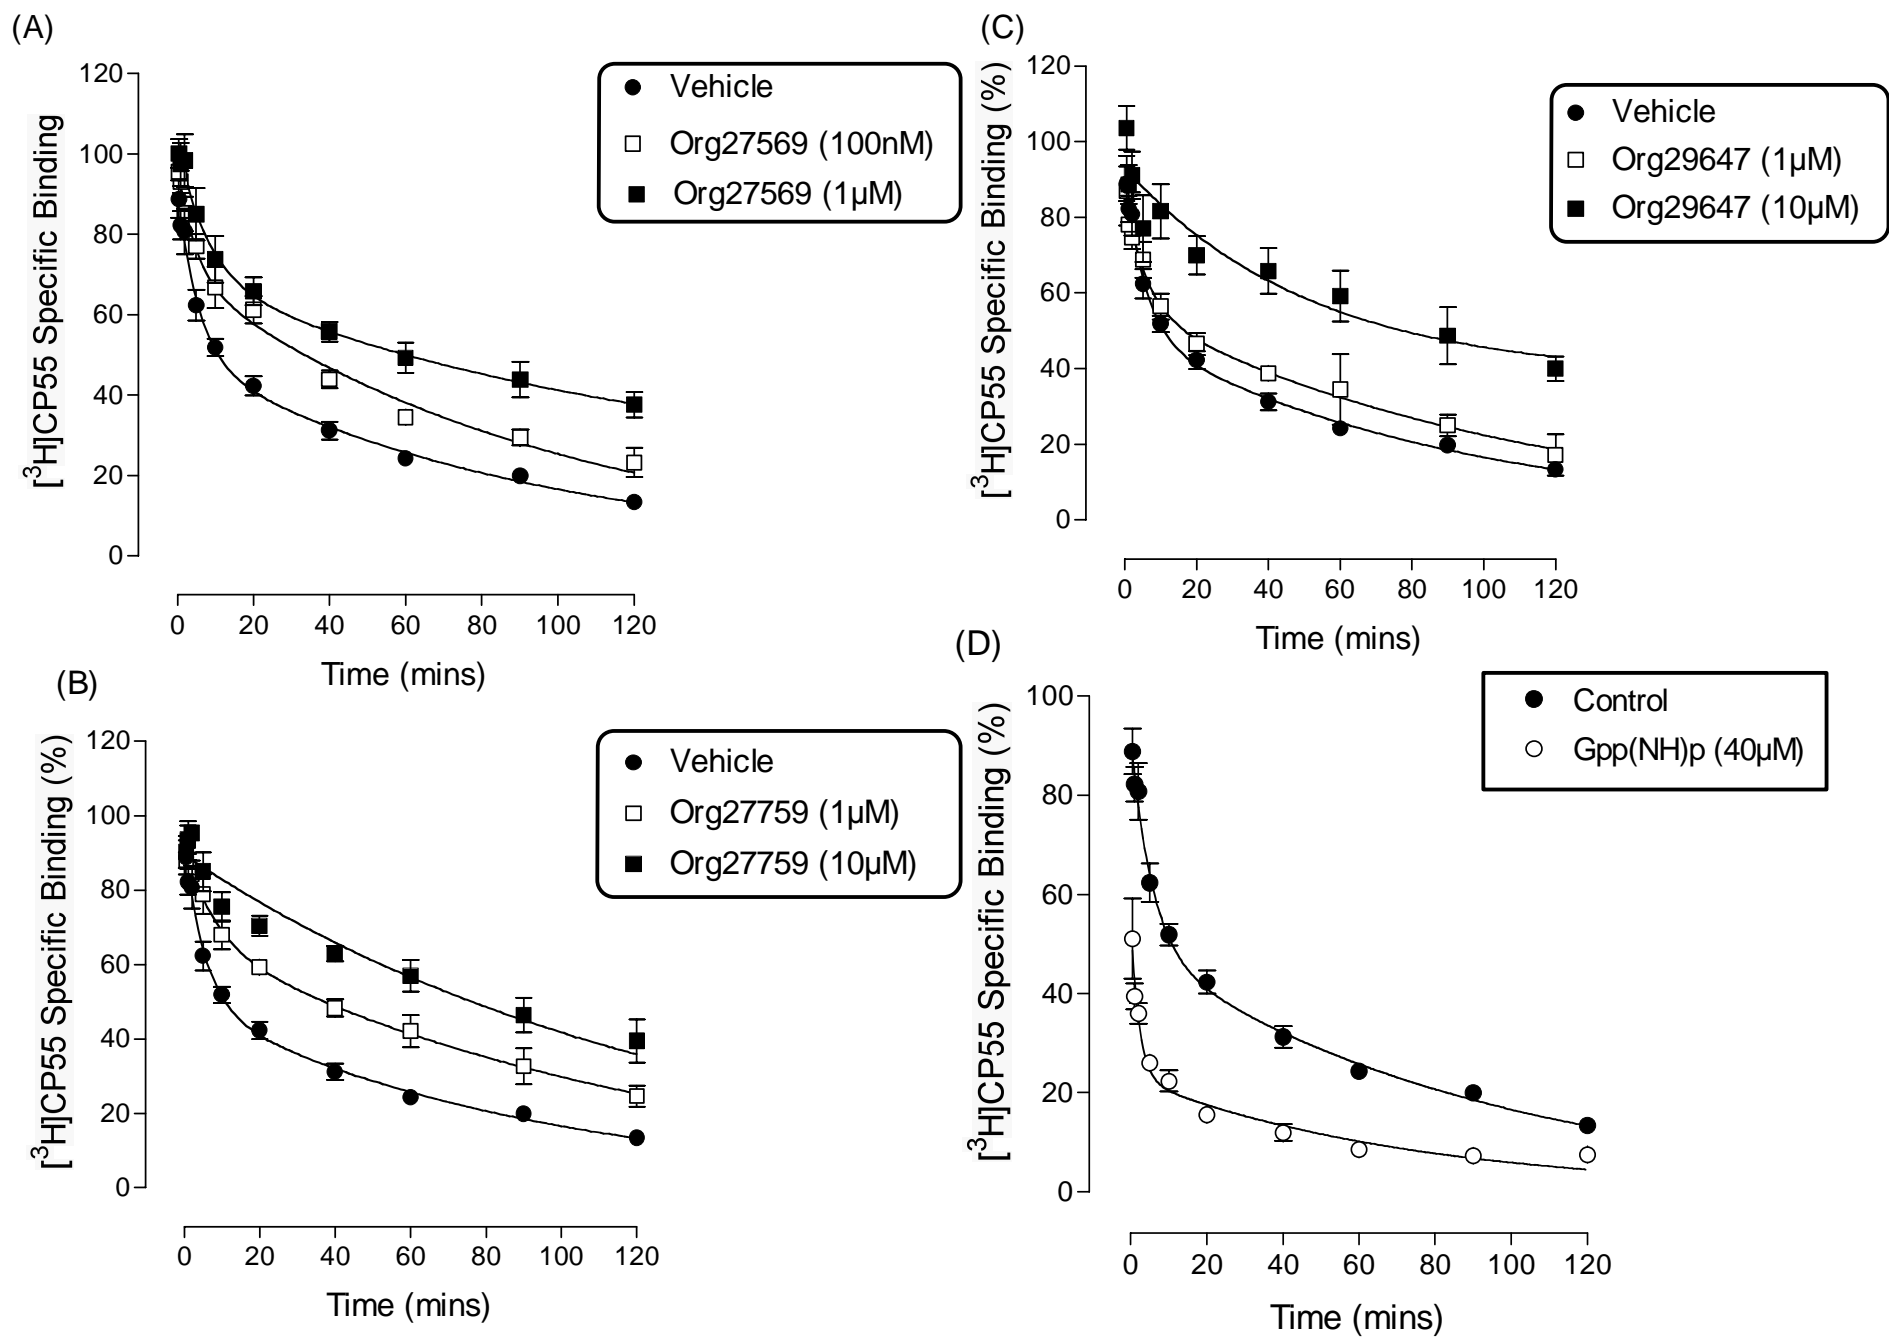 (A)
[³H]CP55 Specific Binding
120
100
80
60
40
20
0
0 20 40 60 80 100 120
Time (mins)
Vehicle
Org27569 (100nM)
Org27569 (1µM)
(B)
[³H]CP55 Specific Binding (%)
120
100
80
60
40
20
0
0 20 40 60 80 100 120
Time (mins)
Vehicle
Org27759 (1µM)
Org27759 (10µM)
(C)
[³H]CP55 Specific Binding (%)
120
100
80
60
40
20
0
0 20 40 60 80 100 120
Time (mins)
Vehicle
Org29647 (1µM)
Org29647 (10µM)
(D)
[³H]CP55 Specific Binding (%)
100
80
60
40
20
0
0 20 40 60 80 100 120
Time (mins)
Control
Gpp(NH)p (40µM)